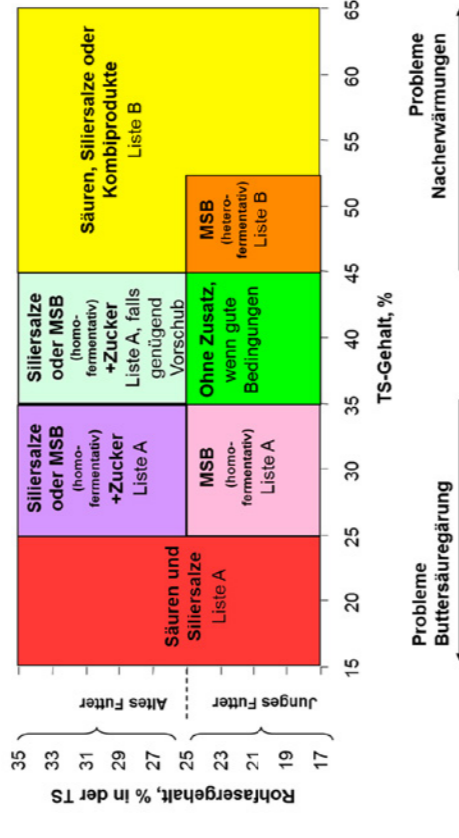 Rohfasergehalt, % in der TS
35
33
31
29
27
25
23
21
19
17
Altes Futter
Junges Futter
Säuren und
Siliersalze
Liste A
Siliersalze
oder MSB
(homo-
fermentativ)
+Zucker
Liste A
MSB
(homo-
fermentativ)
Liste A
Siliersalze
oder MSB
(homo-
fermentativ)
+Zucker
Liste A, falls
genügend
Vorschub
Ohne Zusatz,
wenn gute
Bedingungen
Säuren, Siliersalze oder
Kombiprodukte
Liste B
MSB
(hetero-
fermentativ)
Liste B
15
20
25
30
35
40
45
50
55
60
65
TS-Gehalt, %
Probleme
Buttersäuregärung
Probleme
Nacherwärmungen